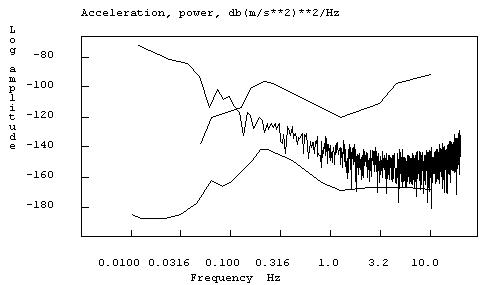 Acceleration, power, db(m/s**2)**2/Hz
Log amplitude
-80
-100
-120
-140
-160
-180
0.0100 0.0316 0.100 0.316 1.0 3.2 10.0
Frequency Hz